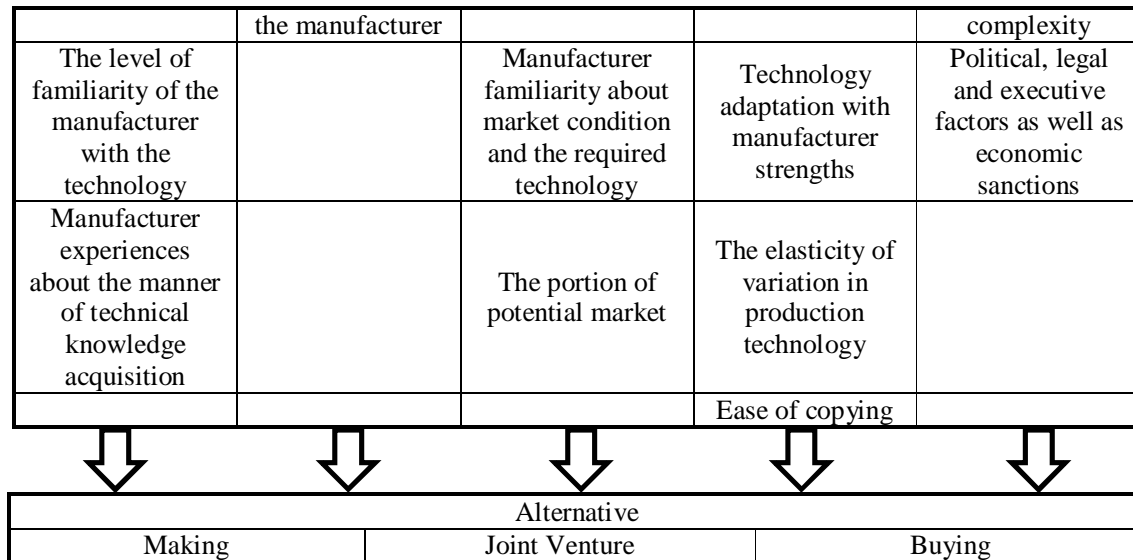 the manufacturer
complexity
The level of
familiarity of the
manufacturer
with the
technology
Manufacturer
familiarity about
market condition
and the required
technology
Technology
adaptation with
manufacturer
strengths
Political, legal
and executive
factors as well as
economic
sanctions
Manufacturer
experiences
about the manner
of technical
knowledge
acquisition
The portion of
potential market
The elasticity of
variation in
production
technology
Ease of copying
Alternative
Making
Joint Venture
Buying